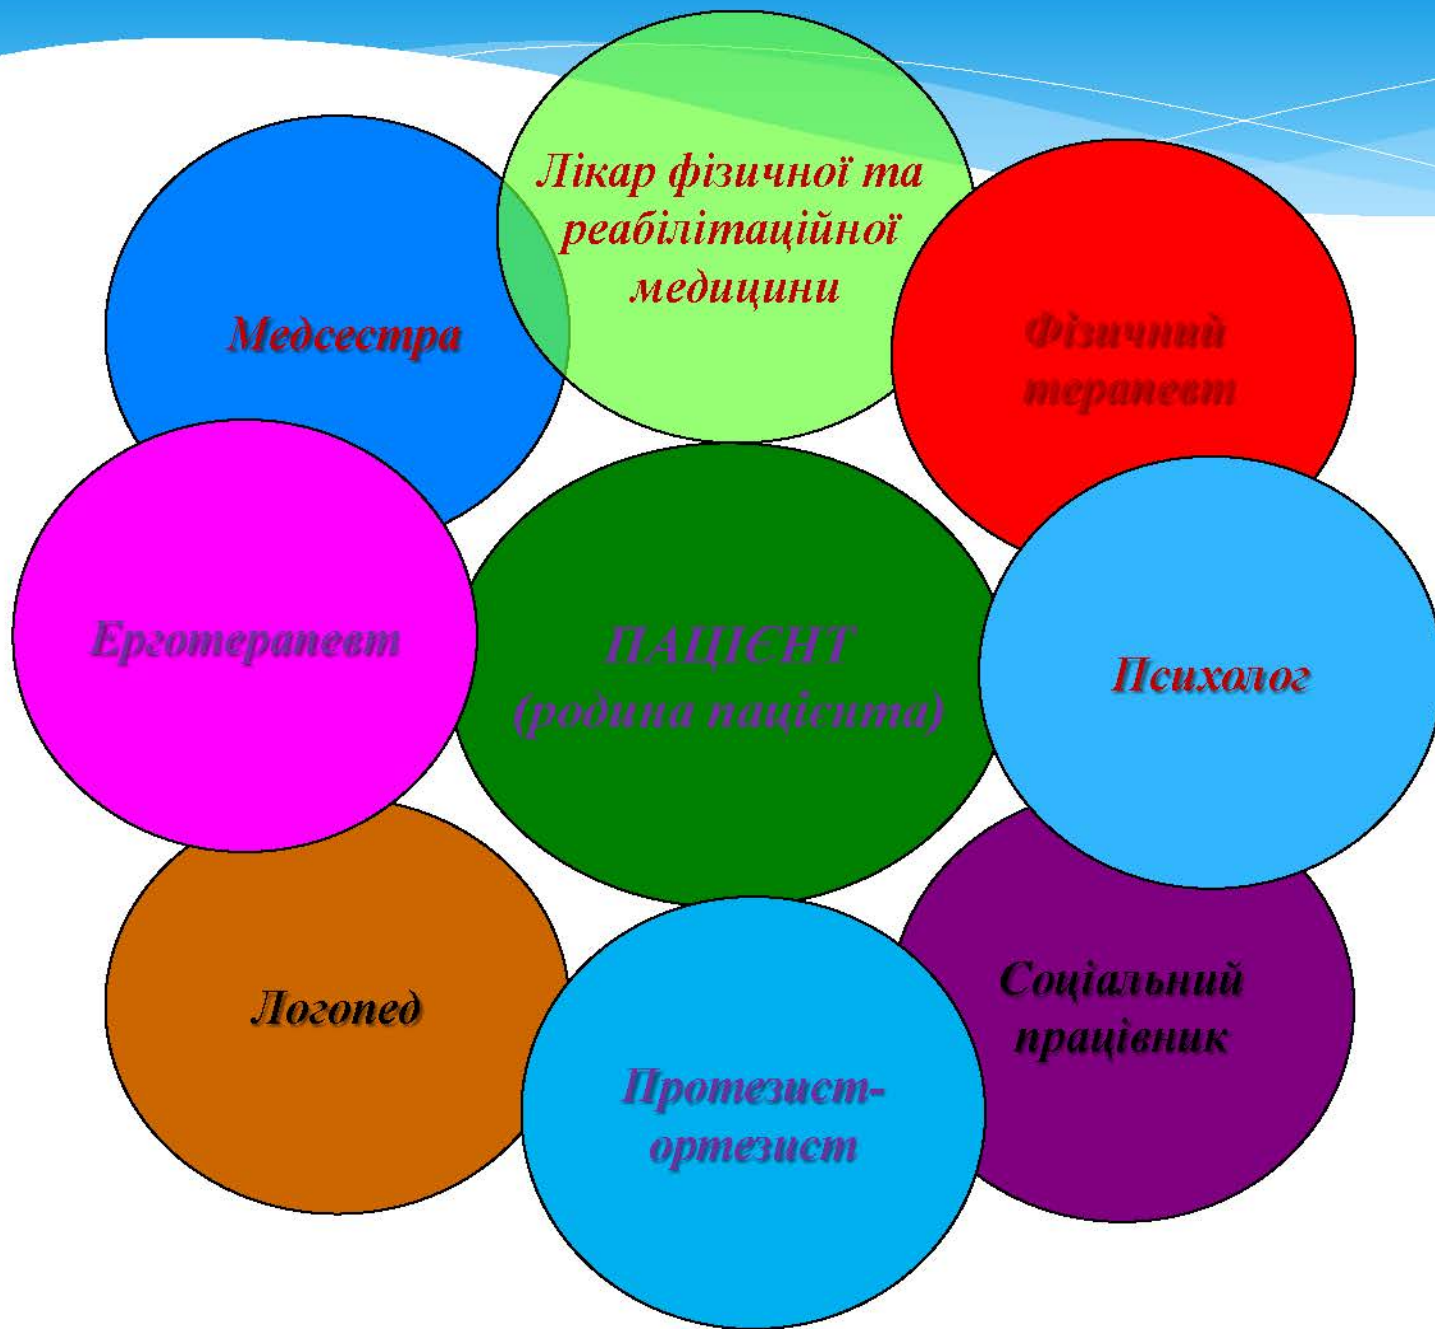 Лікар фізичної та
реабілітаційної
медицини
Медсестра
Фізичний
терапевт
Ерготерапевт
ПАЦІЄНТ
(родина пацієнта)
Психолог
Логопед
Соціальний
працівник
Протезист-
ортезист